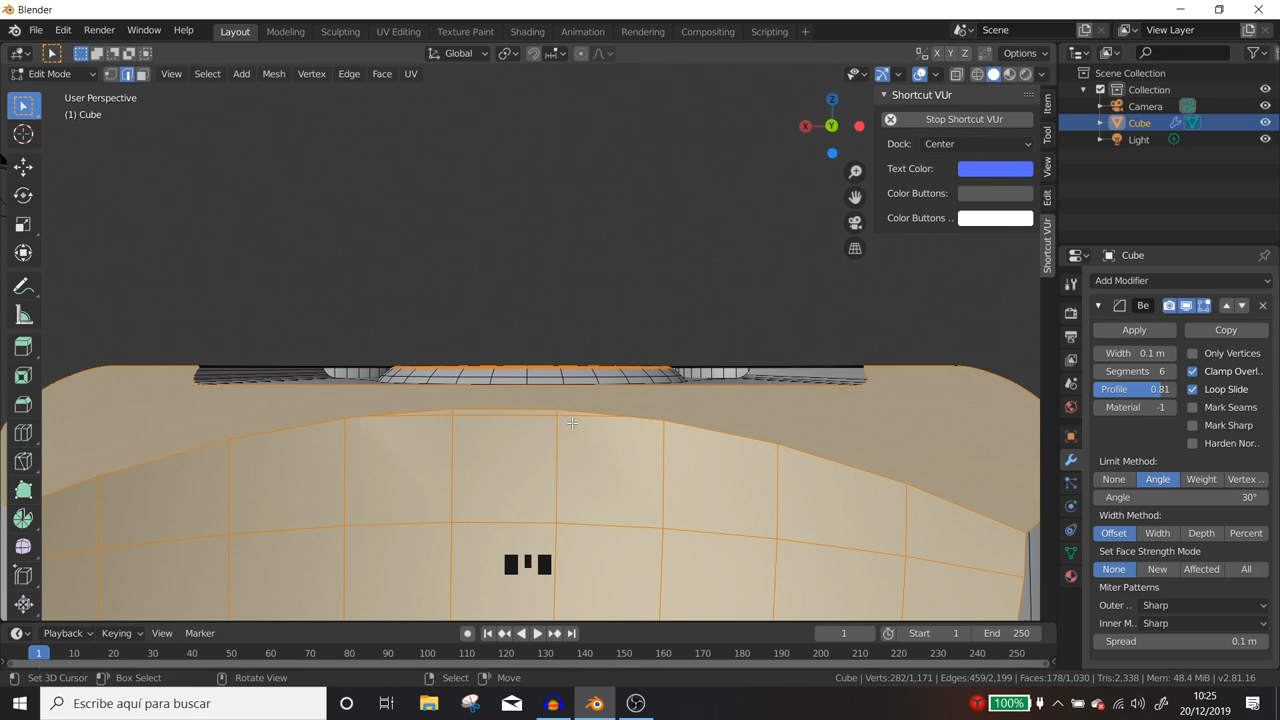 Blender
File Edit Render Window Help Layout Modeling Sculpting UV Editing Texture Paint Shading Animation Rendering Compositing Scripting + Scene View Layer
Global X Y Z Options
Edit Mode View Select Add Mesh Vertex Edge Face UV
User Perspective
(1) Cube
Z
X Y
Shortcut VUr
Stop Shortcut VUr
Dock: Center
Text Color:
Color Buttons:
Color Buttons ..
Item
Tool
View
Edit
Shortcut VUr
Scene Collection
Collection
Camera
Cube
Light
Cube
Add Modifier
Be
Apply Copy
Width 0.1 m Only Vertices
Segments 6 Clamp Overl..
Profile 0.81 Loop Slide
Material -1 Mark Seams
Mark Sharp
Harden Nor..
Limit Method:
None Angle Weight Vertex ..
Angle 30°
Width Method:
Offset Width Depth Percent
Set Face Strength Mode
None New Affected All
Miter Patterns
Outer .. Sharp
Inner M.. Sharp
Spread 0.1 m
Playback Keying View Marker 1 Start 1 End 250
1 10 20 30 40 50 60 70 80 90 100 110 120 130 140 150 160 170 180 190 200 210 220 230 240 250
Set 3D Cursor Box Select Rotate View Select Move Cube | Verts:282/1,171 | Edges:459/2,199 | Faces:178/1,030 | Tris:2,338 | Mem: 48.4 MiB | v2.81.16
Escribe aquí para buscar 100% 10:25
20/12/2019